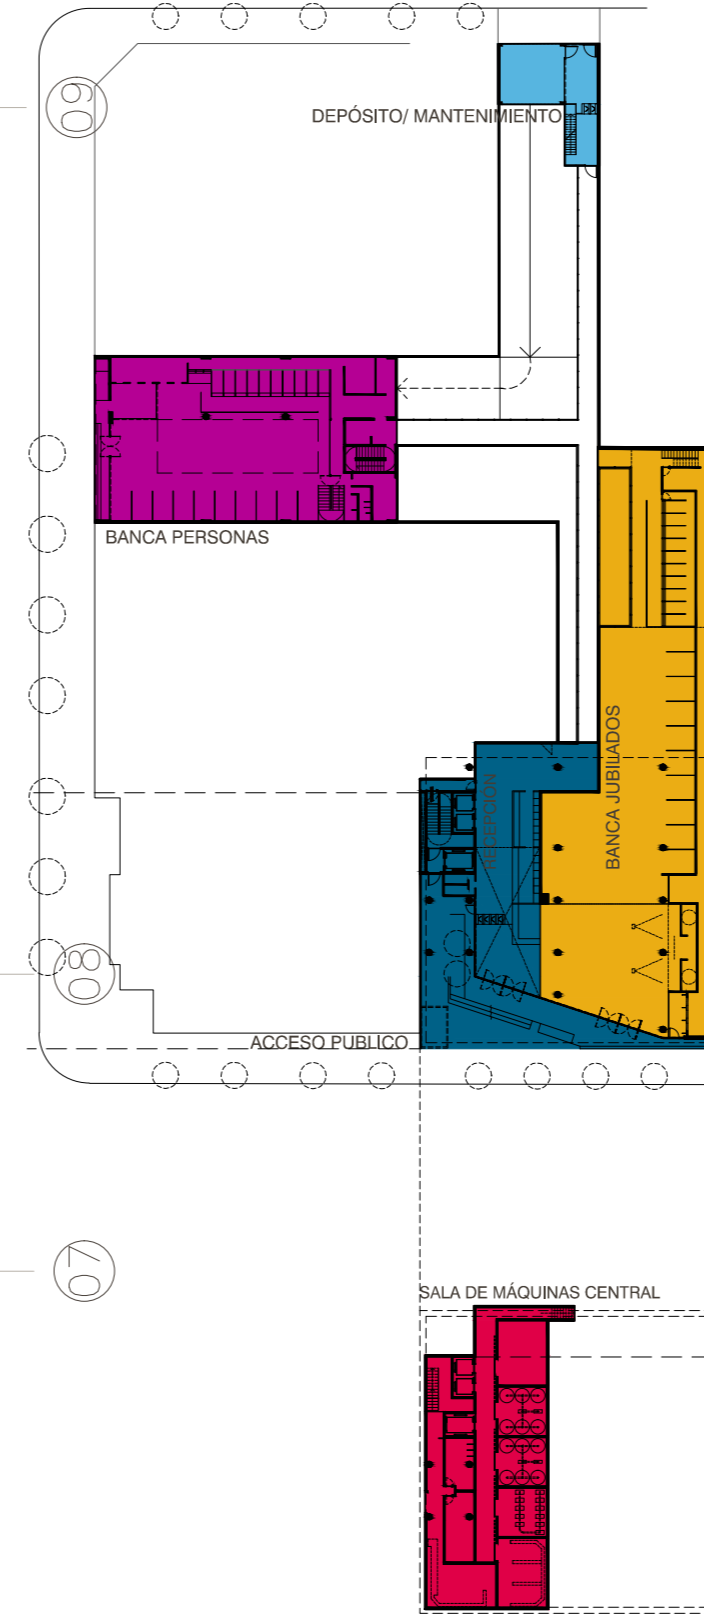 09
DEPÓSITO/ MANTENIMIENTO
BANCA PERSONAS
RECEPCIÓN
BANCA JUBILADOS
08
ACCESO PUBLICO
07
SALA DE MÁQUINAS CENTRAL